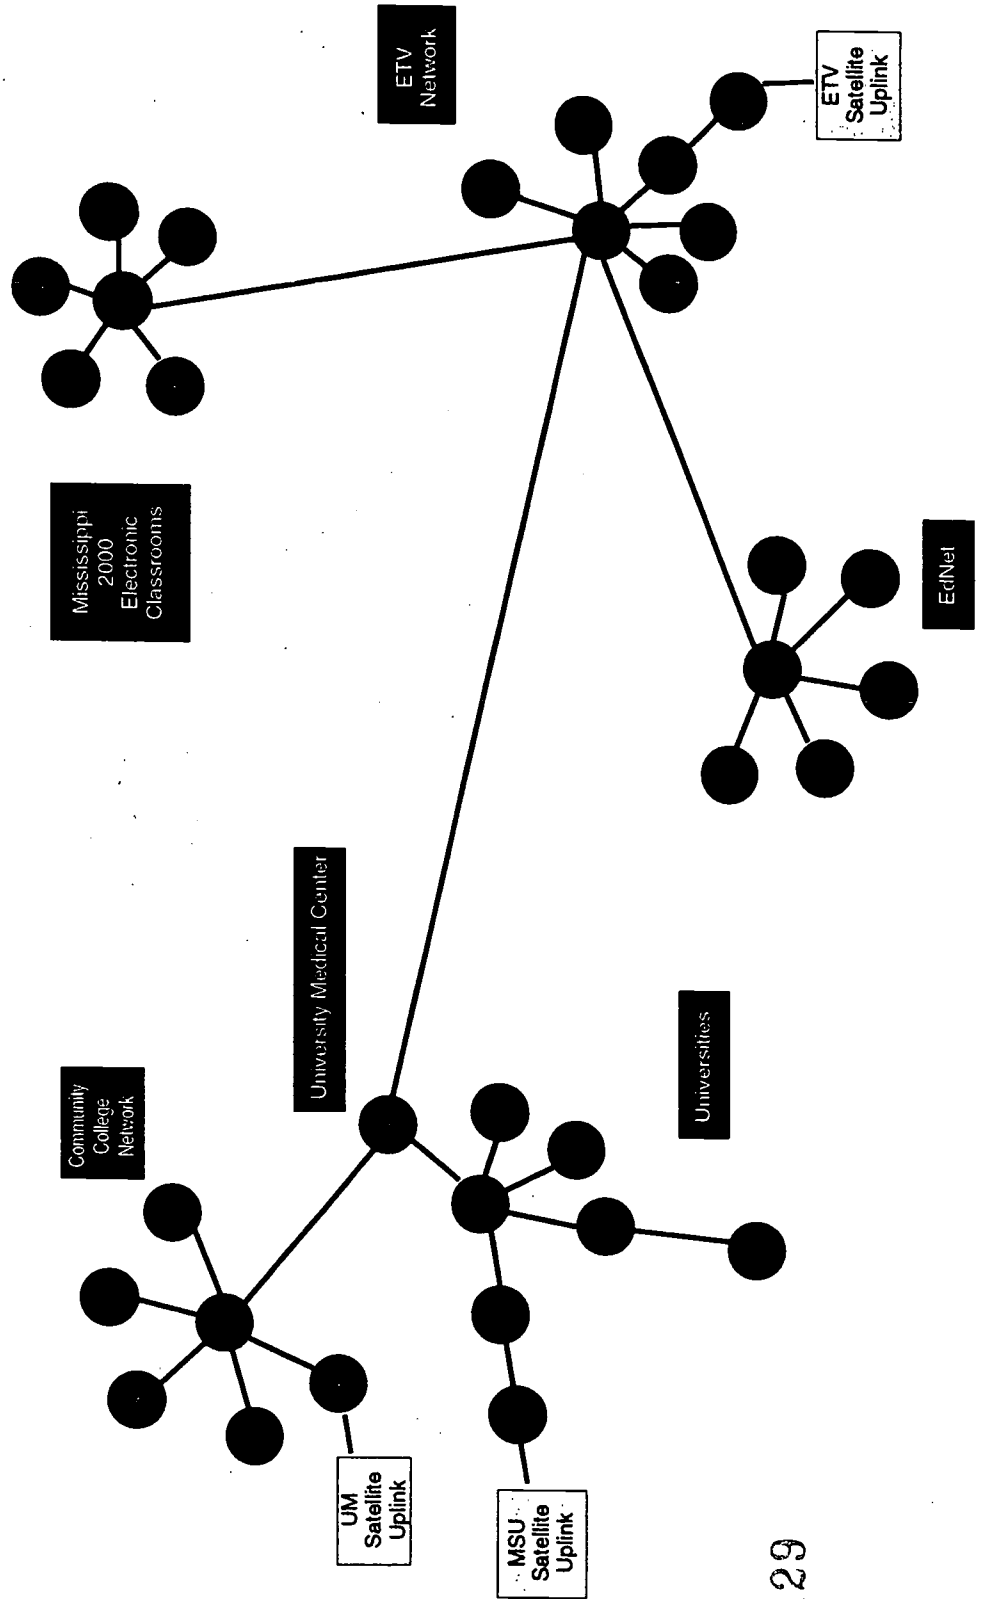 Community
College
Network
University Medical Center
Mississippi
2000
Electronic
Classrooms
ETV
Network
UM
Satellite
Uplink
MSU
Satellite
Uplink
Universities
EdNet
ETV
Satellite
Uplink
29